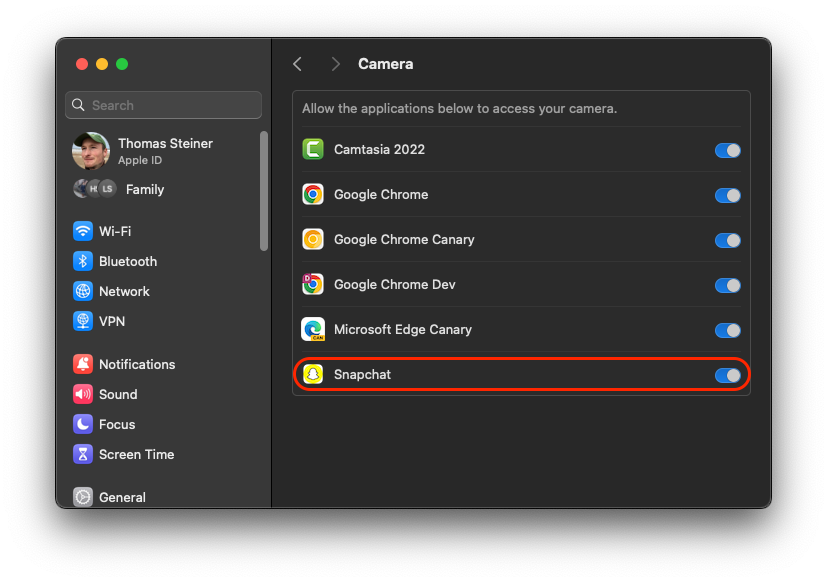 Camera
Search
Thomas Steiner
Apple ID
H
LS
Family
Wi-Fi
Bluetooth
Network
VPN
Notifications
Sound
Focus
Screen Time
General
Allow the applications below to access your camera.
Camtasia 2022
Google Chrome
Google Chrome Canary
D
Google Chrome Dev
CAN
Microsoft Edge Canary
Snapchat